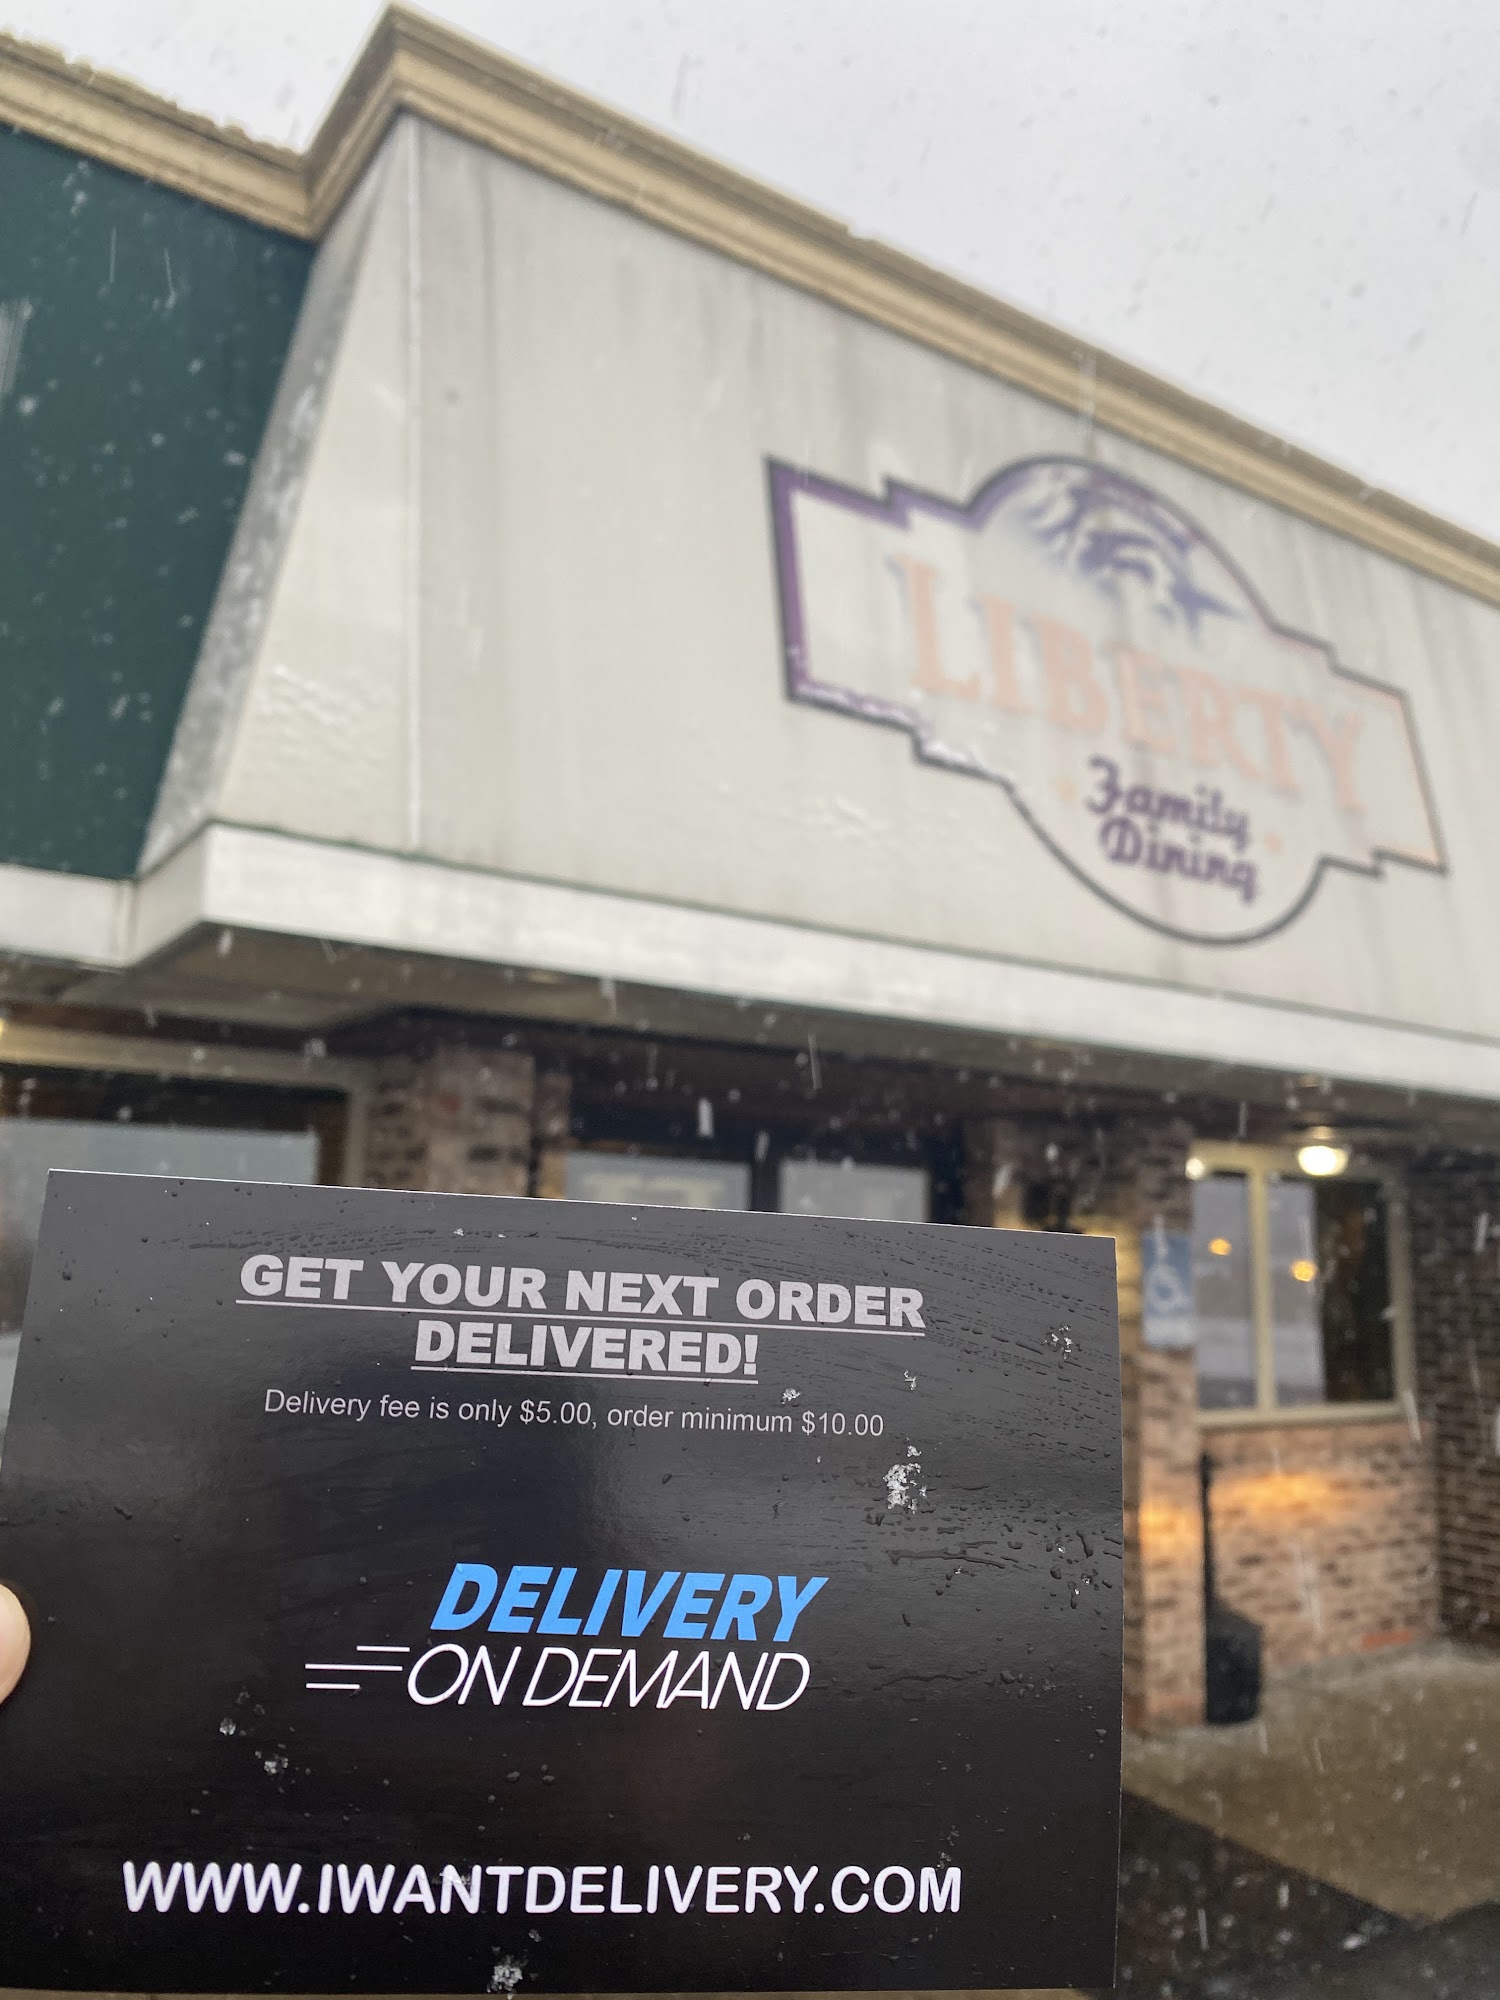 LIBERTY
Family
Dining
GET YOUR NEXT ORDER
DELIVERED!
Delivery fee is only $5.00, order minimum $10.00
DELIVERY
ON DEMAND
WWW.IWANTDELIVERY.COM